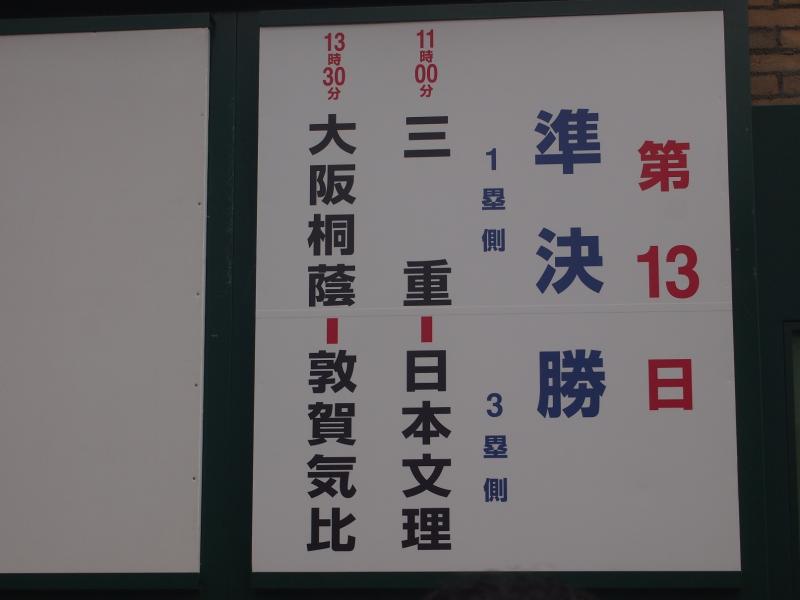 第13日
準決勝
1塁側 3塁側
11時00分 三重-日本文理
13時30分 大阪桐蔭-敦賀気比